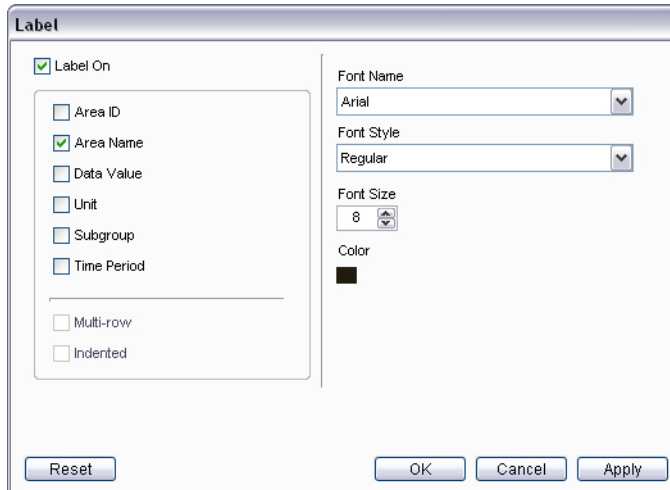 Label
Label On
Area ID
Area Name
Data Value
Unit
Subgroup
Time Period
Multi-row
Indented
Font Name
Arial
Font Style
Regular
Font Size
8
Color
Reset
OK
Cancel
Apply